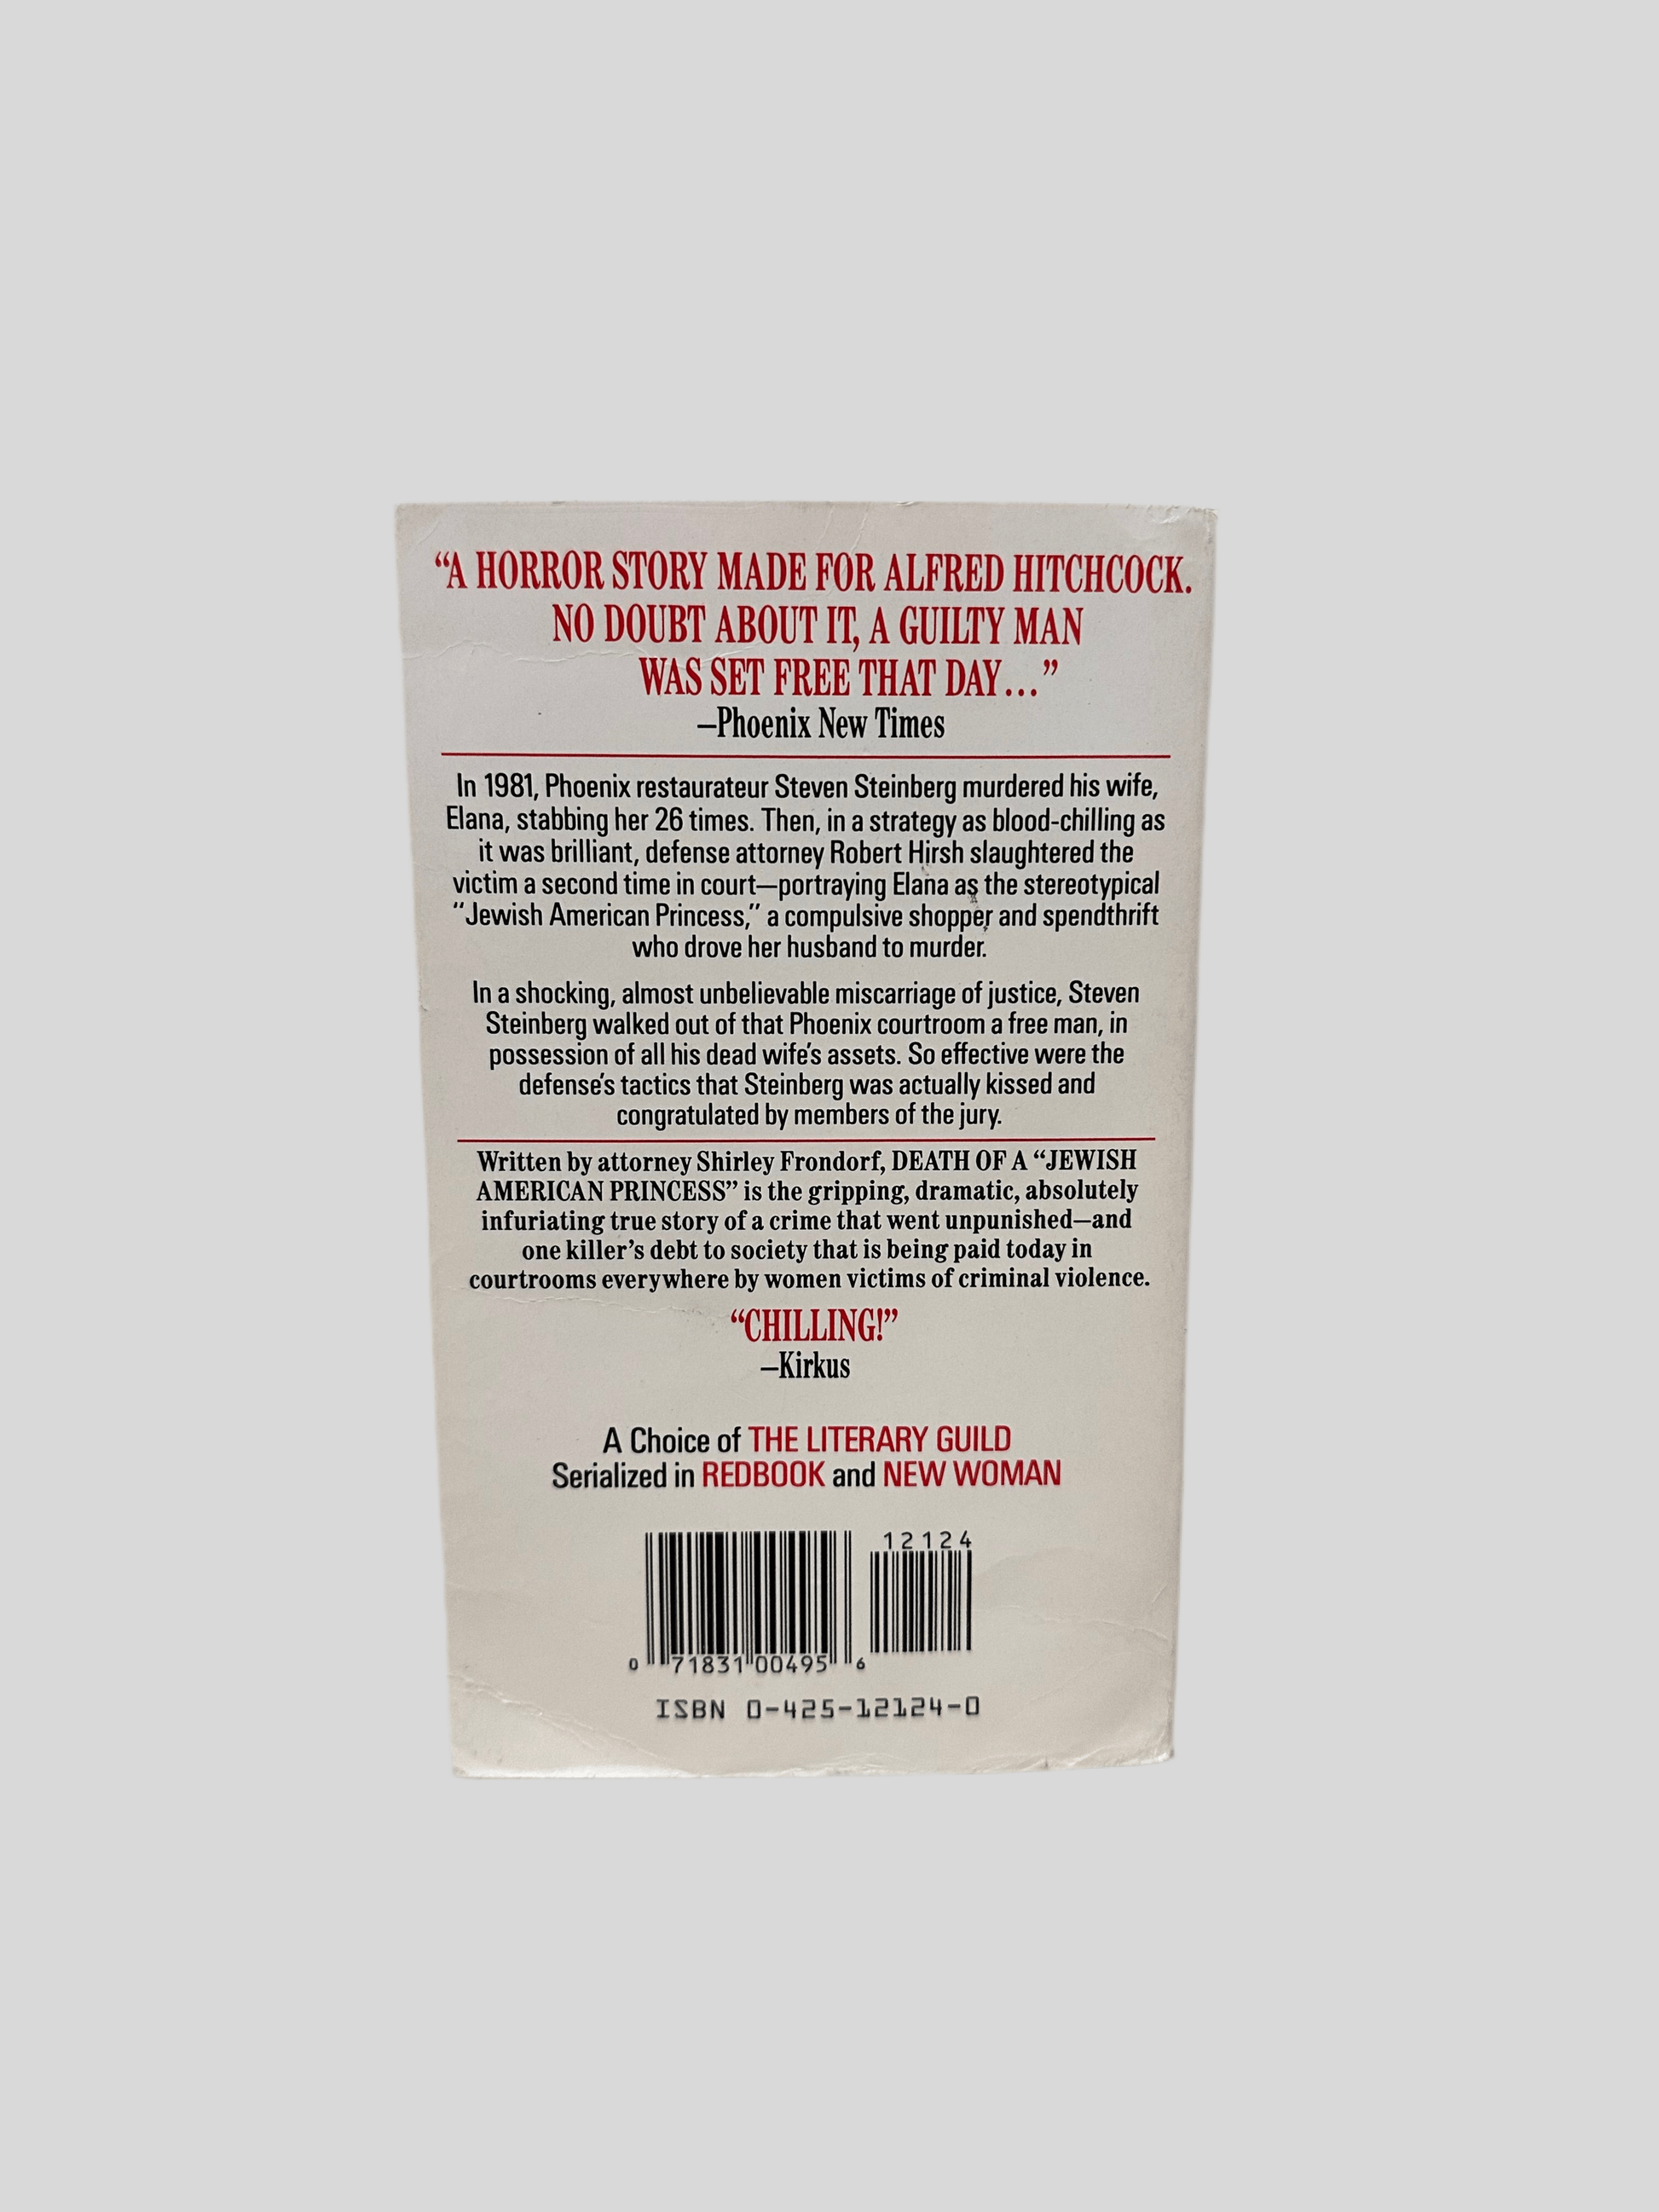 “A HORROR STORY MADE FOR ALFRED HITCHCOCK.
NO DOUBT ABOUT IT, A GUILTY MAN
WAS SET FREE THAT DAY...”
—Phoenix New Times
In 1981, Phoenix restaurateur Steven Steinberg murdered his wife,
Elana, stabbing her 26 times. Then, in a strategy as blood-chilling as
it was brilliant, defense attorney Robert Hirsh slaughtered the
victim a second time in court—portraying Elana as the stereotypical
“Jewish American Princess,” a compulsive shopper and spendthrift
who drove her husband to murder.
In a shocking, almost unbelievable miscarriage of justice, Steven
Steinberg walked out of that Phoenix courtroom a free man, in
possession of all his dead wife's assets. So effective were the
defense's tactics that Steinberg was actually kissed and
congratulated by members of the jury.
Written by attorney Shirley Frondorf, DEATH OF A “JEWISH
AMERICAN PRINCESS” is the gripping, dramatic, absolutely
infuriating true story of a crime that went unpunished—and
one killer’s debt to society that is being paid today in
courtrooms everywhere by women victims of criminal violence.
“CHILLING!”
—Kirkus
A Choice of THE LITERARY GUILD
Serialized in REDBOOK and NEW WOMAN
12124
0 71831 00495 6
ISBN 0-425-12124-0